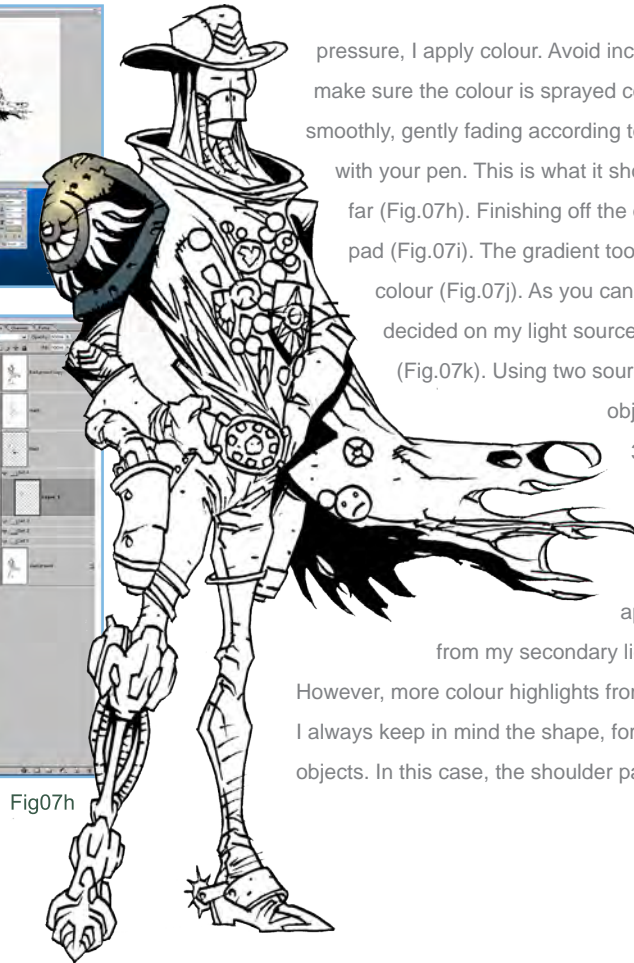 pressure, I apply colour. Avoid inc
make sure the colour is sprayed c
smoothly, gently fading according t
with your pen. This is what it sh
far (Fig.07h). Finishing off the
pad (Fig.07i). The gradient too
colour (Fig.07j). As you can
decided on my light source
(Fig.07k). Using two sour
obj
a
from my secondary li
However, more colour highlights fro
I always keep in mind the shape, for
objects. In this case, the shoulder pa
Fig07h